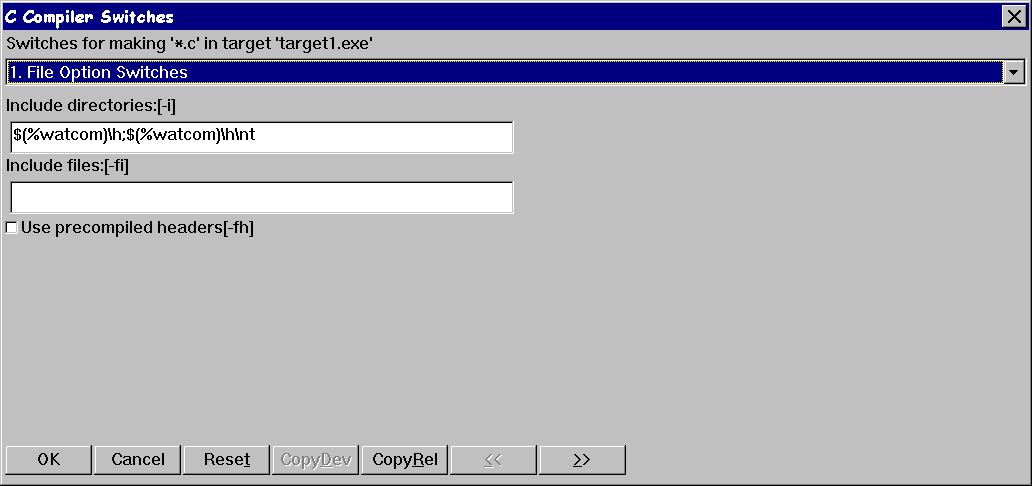 C Compiler Switches
Switches for making '*.c' in target 'target1.exe'
1. File Option Switches
Include directories:[-i]
$(%watcom)\h;$(%watcom)\h\nt
Include files:[-fi]
Use precompiled headers[-fh]
OK Cancel Reset CopyDev CopyRel << >>